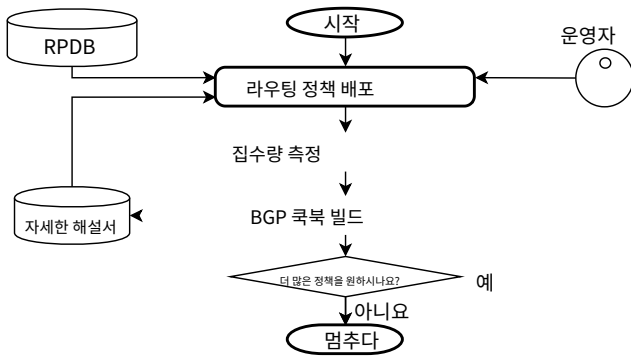 시작
RPDB
운영자
라우팅 정책 배포
집수량 측정
자세한 해설서
BGP 쿡북 빌드
더 많은 정책을 원하시나요?
예
아니요
멈추다